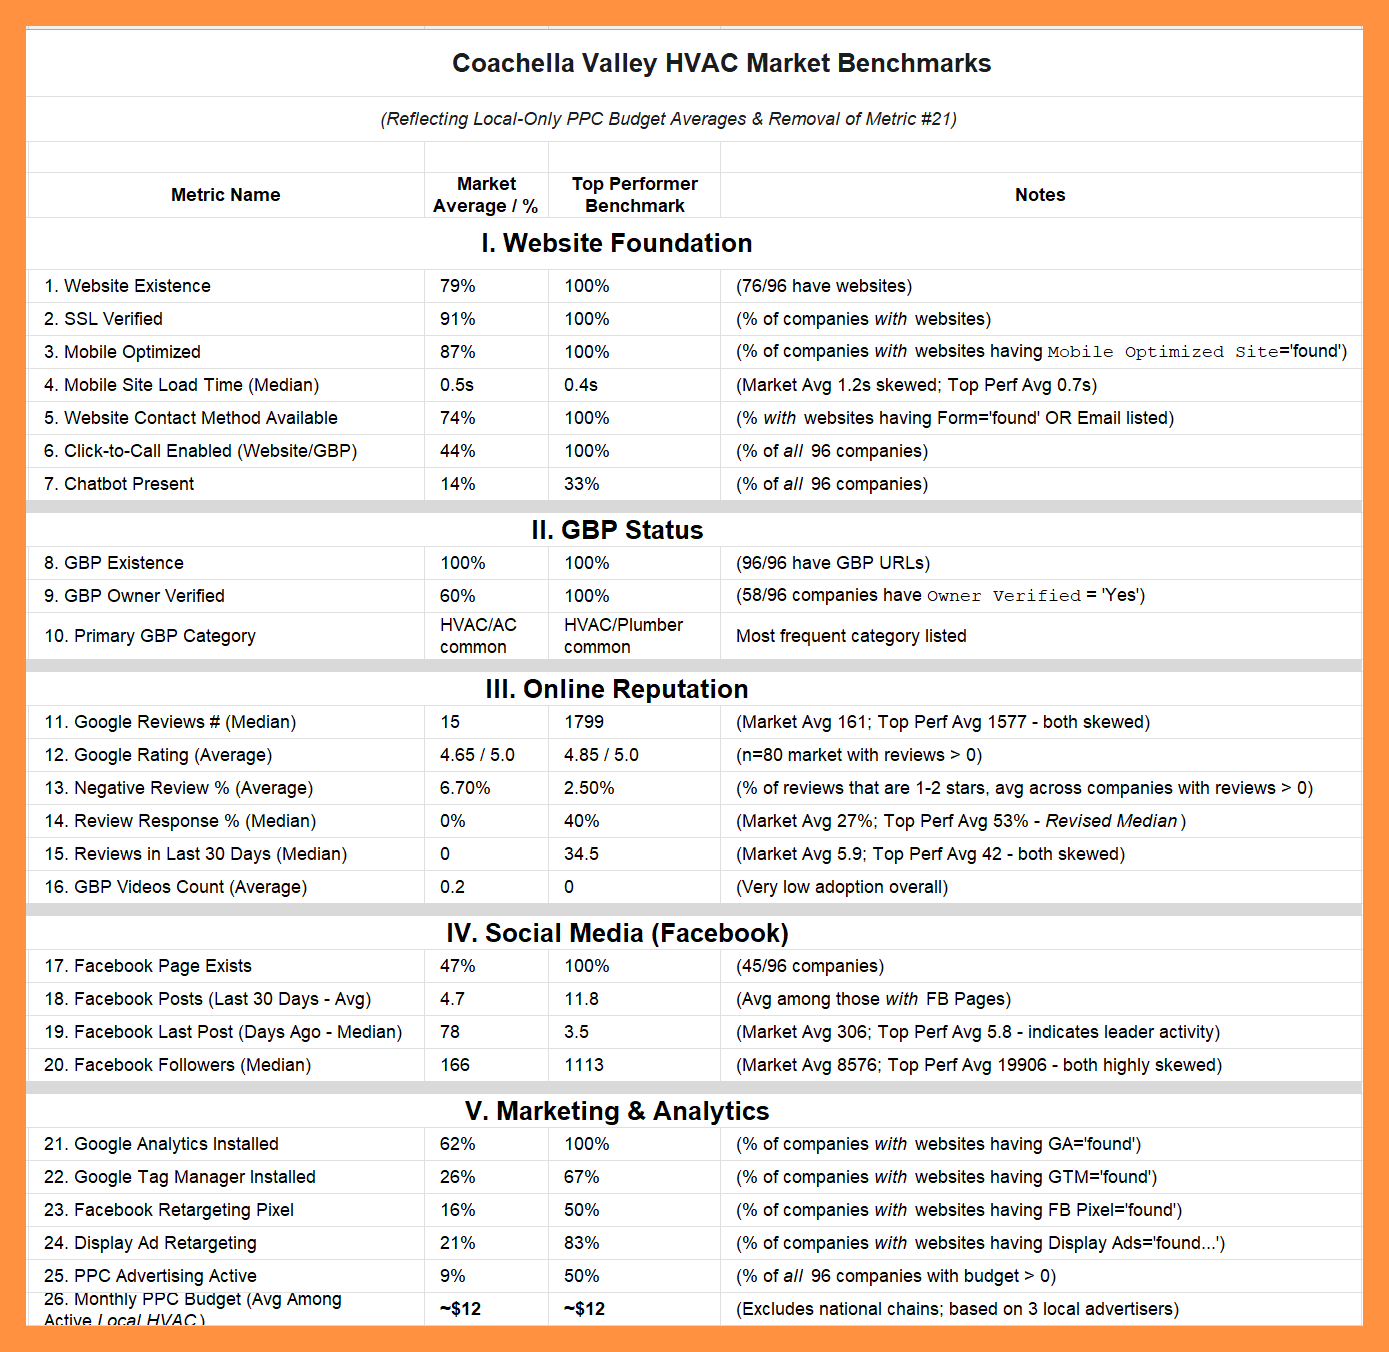 Coachella Valley HVAC Market Benchmarks
(Reflecting Local-Only PPC Budget Averages & Removal of Metric #21)
Metric Name Market Average / % Top Performer Benchmark Notes
I. Website Foundation
1. Website Existence 79% 100% (76/96 have websites)
2. SSL Verified 91% 100% (% of companies with websites)
3. Mobile Optimized 87% 100% (% of companies with websites having Mobile Optimized Site='found')
4. Mobile Site Load Time (Median) 0.5s 0.4s (Market Avg 1.2s skewed; Top Perf Avg 0.7s)
5. Website Contact Method Available 74% 100% (% with websites having Form='found' OR Email listed)
6. Click-to-Call Enabled (Website/GBP) 44% 100% (% of all 96 companies)
7. Chatbot Present 14% 33% (% of all 96 companies)
II. GBP Status
8. GBP Existence 100% 100% (96/96 have GBP URLs)
9. GBP Owner Verified 60% 100% (58/96 companies have Owner Verified = 'Yes')
10. Primary GBP Category HVAC/AC common HVAC/Plumber common Most frequent category listed
III. Online Reputation
11. Google Reviews # (Median) 15 1799 (Market Avg 161; Top Perf Avg 1577 - both skewed)
12. Google Rating (Average) 4.65 / 5.0 4.85 / 5.0 (n=80 market with reviews > 0)
13. Negative Review % (Average) 6.70% 2.50% (% of reviews that are 1-2 stars, avg across companies with reviews > 0)
14. Review Response % (Median) 0% 40% (Market Avg 27%; Top Perf Avg 53% - Revised Median)
15. Reviews in Last 30 Days (Median) 0 34.5 (Market Avg 5.9; Top Perf Avg 42 - both skewed)
16. GBP Videos Count (Average) 0.2 0 (Very low adoption overall)
IV. Social Media (Facebook)
17. Facebook Page Exists 47% 100% (45/96 companies)
18. Facebook Posts (Last 30 Days - Avg) 4.7 11.8 (Avg among those with FB Pages)
19. Facebook Last Post (Days Ago - Median) 78 3.5 (Market Avg 306; Top Perf Avg 5.8 - indicates leader activity)
20. Facebook Followers (Median) 166 1113 (Market Avg 8576; Top Perf Avg 19906 - both highly skewed)
V. Marketing & Analytics
21. Google Analytics Installed 62% 100% (% of companies with websites having GA='found')
22. Google Tag Manager Installed 26% 67% (% of companies with websites having GTM='found')
23. Facebook Retargeting Pixel 16% 50% (% of companies with websites having FB Pixel='found')
24. Display Ad Retargeting 21% 83% (% of companies with websites having Display Ads='found...')
25. PPC Advertising Active 9% 50% (% of all 96 companies with budget > 0)
26. Monthly PPC Budget (Avg Among Active Local HVAC) ~$12 ~$12 (Excludes national chains; based on 3 local advertisers)